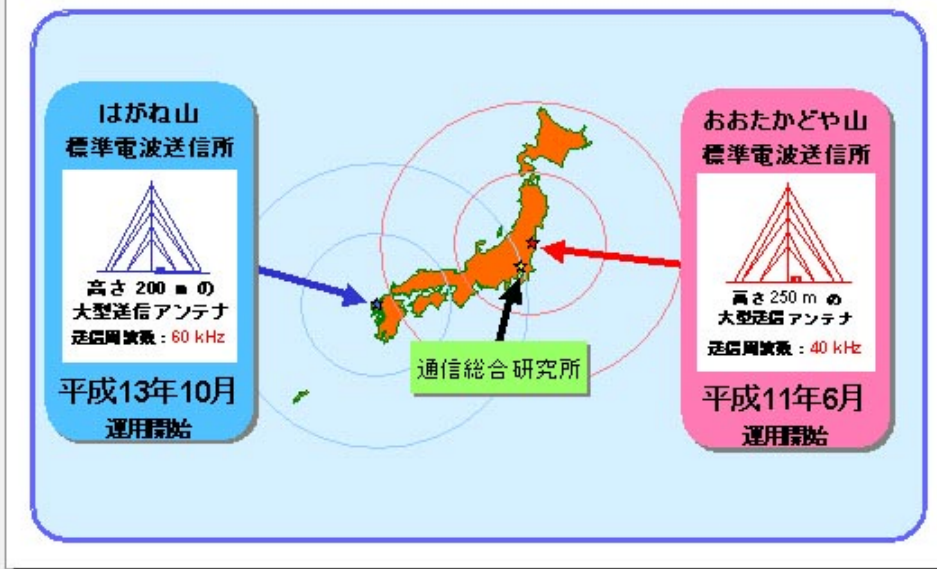 はがね山
標準電波送信所
高さ 200 m の
大型送信アンテナ
送信周波数 : 60 kHz
平成13年10月
運用開始
通信総合研究所
おおたかどや山
標準電波送信所
高さ 250 m の
大型送信アンテナ
送信周波数 : 40 kHz
平成11年6月
運用開始